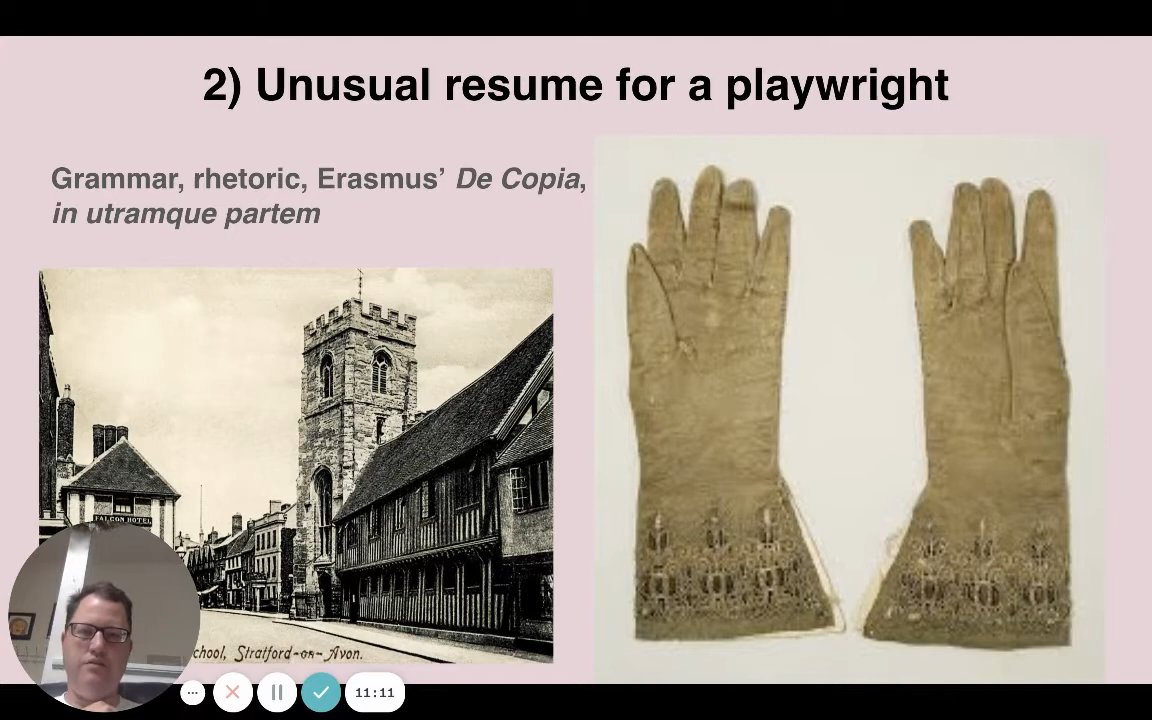 2) Unusual resume for a playwright
Grammar, rhetoric, Erasmus’ De Copia,
in utramque partem
FALCON HOTEL
chool, Stratford-on-Avon.
11:11